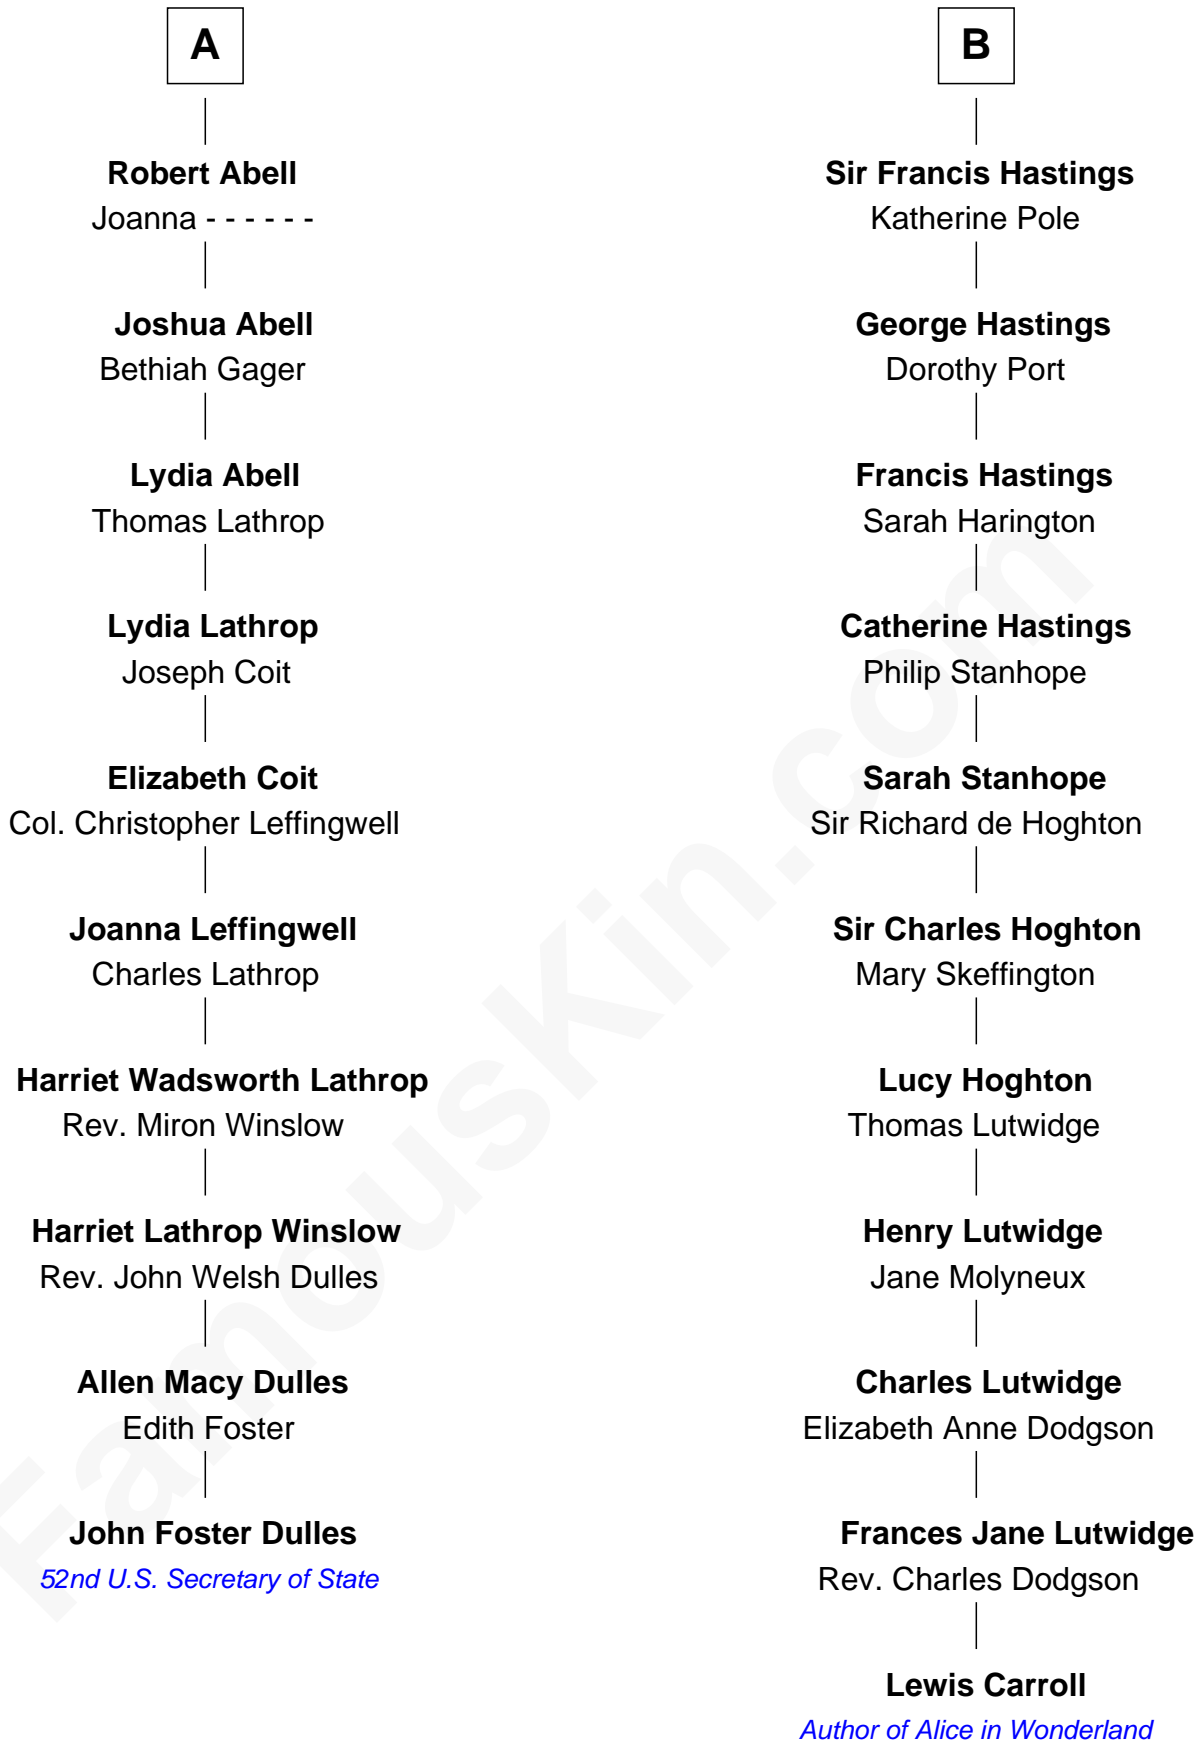 A
Robert Abell
Joanna - - - - - -
Joshua Abell
Bethiah Gager
Lydia Abell
Thomas Lathrop
Lydia Lathrop
Joseph Coit
Elizabeth Coit
Col. Christopher Leffingwell
Joanna Leffingwell
Charles Lathrop
Harriet Wadsworth Lathrop
Rev. Miron Winslow
Harriet Lathrop Winslow
Rev. John Welsh Dulles
Allen Macy Dulles
Edith Foster
John Foster Dulles
52nd U.S. Secretary of State
B
Sir Francis Hastings
Katherine Pole
George Hastings
Dorothy Port
Francis Hastings
Sarah Harington
Catherine Hastings
Philip Stanhope
Sarah Stanhope
Sir Richard de Hoghton
Sir Charles Hoghton
Mary Skeffington
Lucy Hoghton
Thomas Lutwidge
Henry Lutwidge
Jane Molyneux
Charles Lutwidge
Elizabeth Anne Dodgson
Frances Jane Lutwidge
Rev. Charles Dodgson
Lewis Carroll
Author of Alice in Wonderland
FamousKin.com